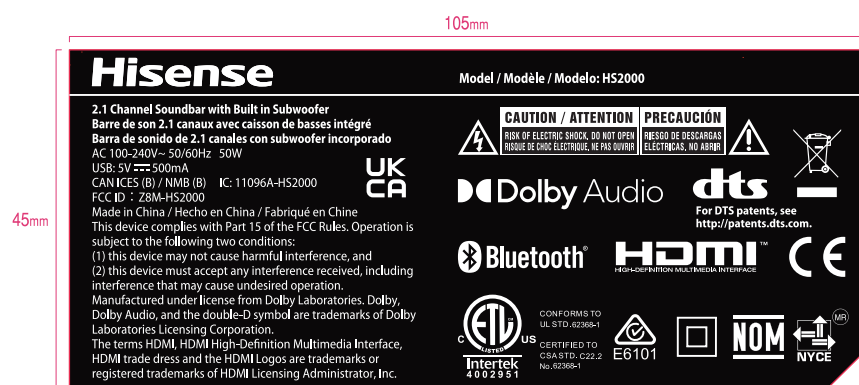 105mm
45mm
Hisense
Model / Modèle / Modelo: HS2000
2.1 Channel Soundbar with Built in Subwoofer
Barre de son 2.1 canaux avec caisson de basses intégré
Barra de sonido de 2.1 canales con subwoofer incorporado
AC 100-240V~ 50/60Hz   50W
USB: 5V ⎓ 500mA
CAN ICES (B) / NMB (B)    IC: 11096A-HS2000
FCC ID : Z8M-HS2000
UK
CA
Made in China / Hecho en China / Fabriqué en Chine
This device complies with Part 15 of the FCC Rules. Operation is
subject to the following two conditions:
(1) this device may not cause harmful interference, and
(2) this device must accept any interference received, including
interference that may cause undesired operation.
Manufactured under license from Dolby Laboratories. Dolby,
Dolby Audio, and the double-D symbol are trademarks of Dolby
Laboratories Licensing Corporation.
The terms HDMI, HDMI High-Definition Multimedia Interface,
HDMI trade dress and the HDMI Logos are trademarks or
registered trademarks of HDMI Licensing Administrator, Inc.
CAUTION / ATTENTION
RISK OF ELECTRIC SHOCK, DO NOT OPEN
RISQUE DE CHOC ÉLECTRIQUE, NE PAS OUVRIR
PRECAUCIÓN
RIESGO DE DESCARGAS
ELÉCTRICAS, NO ABRIR
Dolby Audio
dts
For DTS patents, see
http://patents.dts.com.
Bluetooth®
HDMI™
HIGH-DEFINITION MULTIMEDIA INTERFACE
CE
C ETL US
LISTED
Intertek
4002951
CONFORMS TO
UL STD.62368-1
CERTIFIED TO
CSA STD. C22.2
No.62368-1
E6101
NOM
MR
NYCE